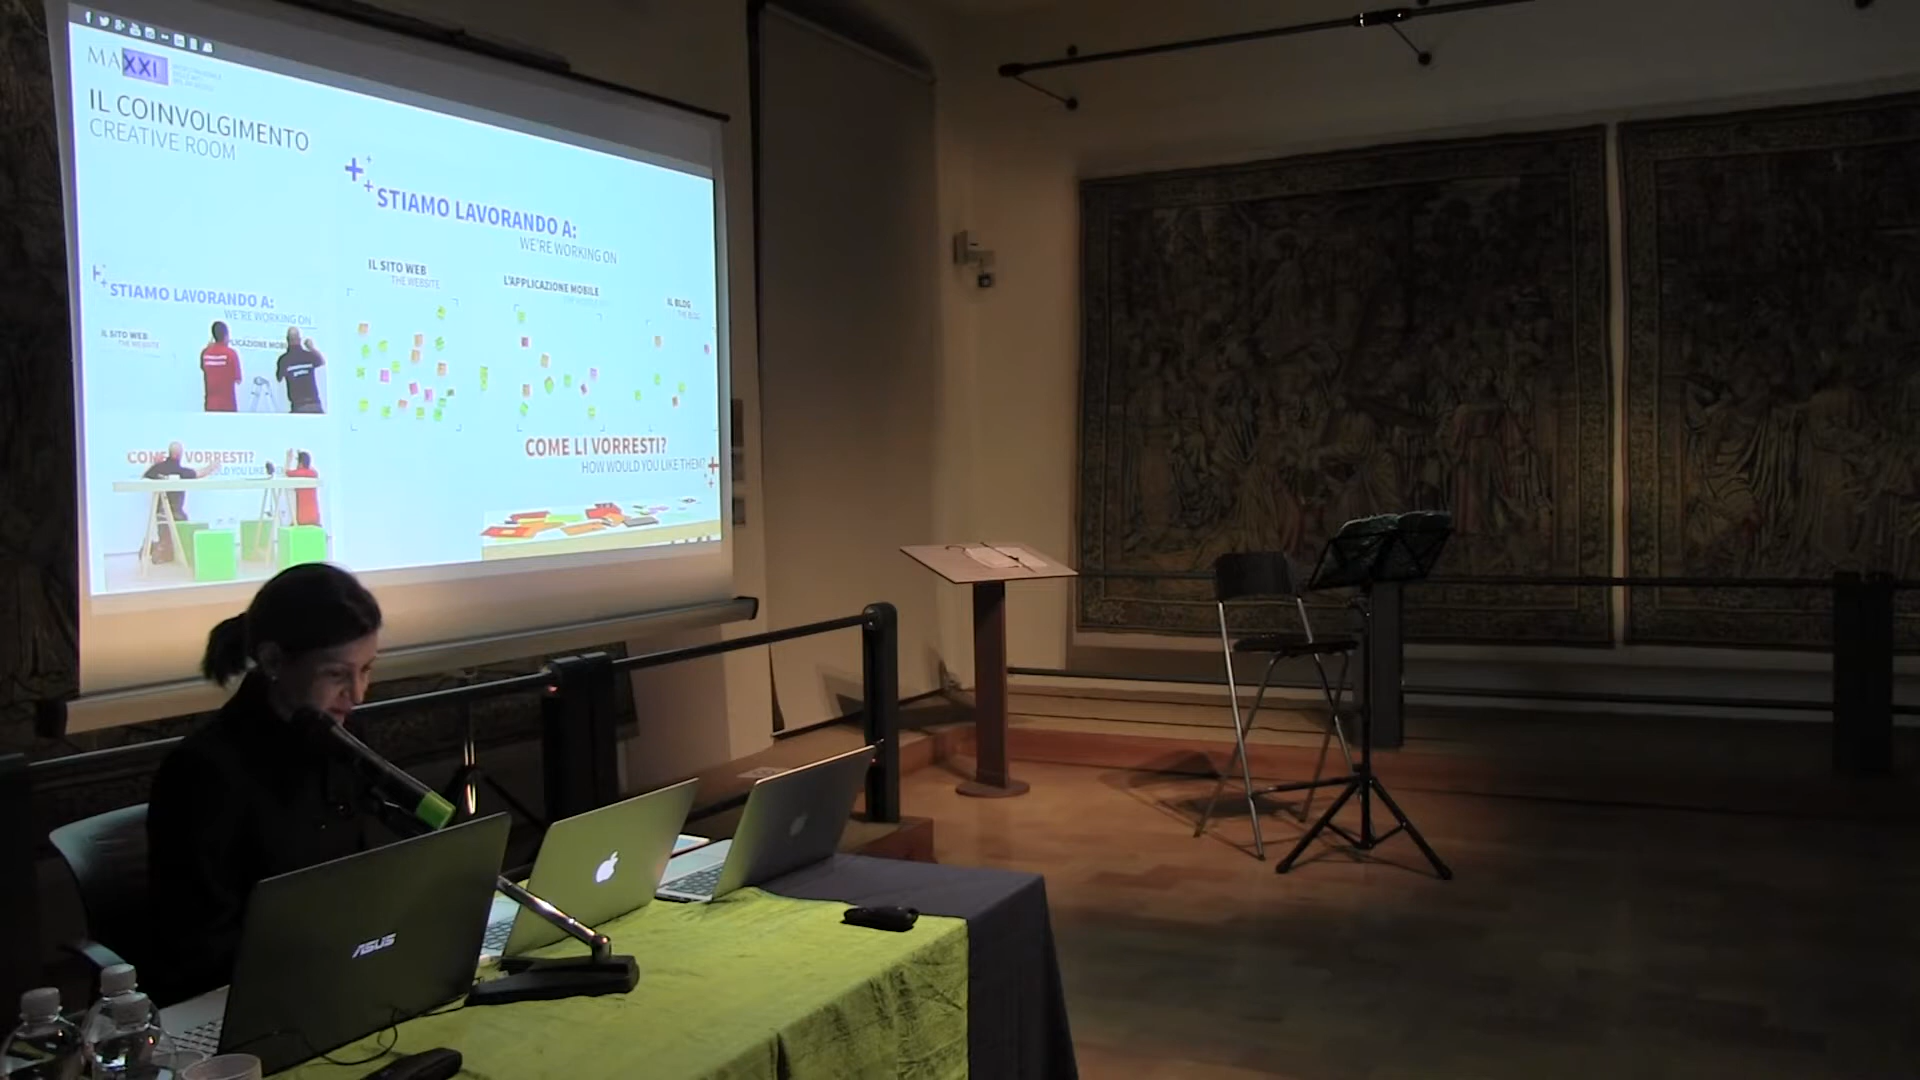 MAXXI
IL COINVOLGIMENTO
CREATIVE ROOM
STIAMO LAVORANDO A:
WE'RE WORKING ON
IL SITO WEB
THE WEBSITE
L'APPLICAZIONE MOBILE
IL BLOG
THE BLOG
STIAMO LAVORANDO A:
WE'RE WORKING ON
IL SITO WEB
THE WEBSITE
COME LI VORRESTI?
HOW WOULD YOU LIKE THEM?
VORRESTI?
ASUS